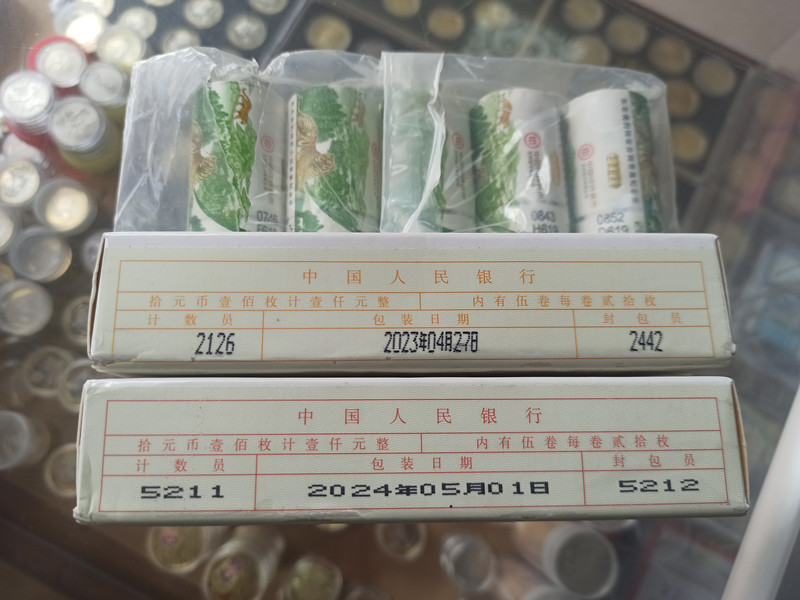 0843
H619
0852
D619
中国人民银行
拾元币壹佰枚计壹仟元整 内有伍卷每卷贰拾枚
计数员 包装日期 封包员
2126 2023年04月27日 2442
中国人民银行
拾元币壹佰枚计壹仟元整 内有伍卷每卷贰拾枚
计数员 包装日期 封包员
5211 2024年05月01日 5212